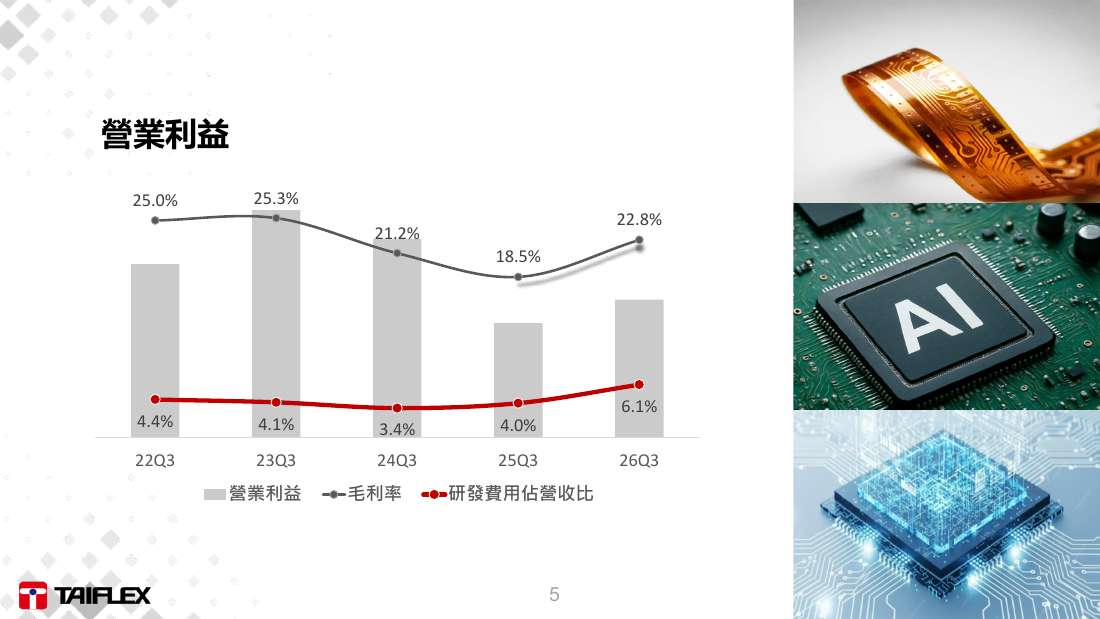 營業利益
25.0%
25.3%
21.2%
18.5%
22.8%
4.4%
4.1%
3.4%
4.0%
6.1%
22Q3
23Q3
24Q3
25Q3
26Q3
營業利益
毛利率
研發費用佔營收比
AI
TAIFLEX
5